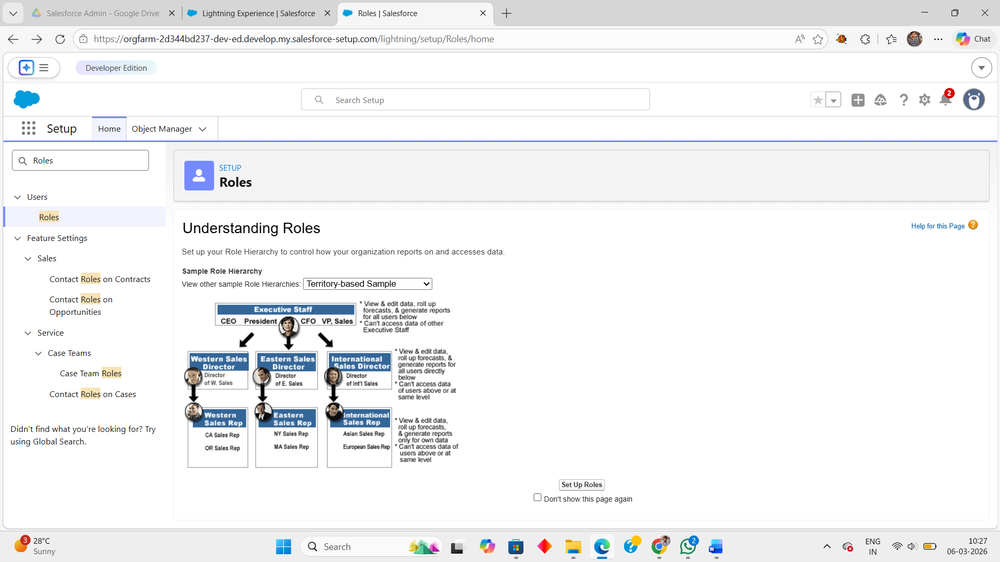 Salesforce Admin - Google Drive
Lightning Experience | Salesforce
Roles | Salesforce
https://orgfarm-2d344bd237-dev-ed.develop.my.salesforce-setup.com/lightning/setup/Roles/home
Chat
Developer Edition
Search Setup
2
Setup
Home
Object Manager
Roles
Users
Roles
Feature Settings
Sales
Contact Roles on Contracts
Contact Roles on
Opportunities
Service
Case Teams
Case Team Roles
Contact Roles on Cases
Didn't find what you're looking for? Try
using Global Search.
SETUP
Roles
Understanding Roles
Help for this Page
Set up your Role Hierarchy to control how your organization reports on and accesses data.
Sample Role Hierarchy
View other sample Role Hierarchies: Territory-based Sample
Executive Staff
CEO President CFO VP, Sales
* View & edit data, roll up
forecasts, & generate reports
for all users below
* Can't access data of other
Executive Staff
Western Sales
Director
Director
of W. Sales
Eastern Sales
Director
Director
of E. Sales
International
Sales Director
Director
of Int'l Sales
* View & edit data,
roll up forecasts, &
generate reports for
all users directly
below
* Can't access data
of users above or at
same level
Western
Sales Rep
CA Sales Rep
OR Sales Rep
Eastern
Sales Rep
NY Sales Rep
MA Sales Rep
International
Sales Rep
Asian Sales Rep
European Sales Rep
* View & edit data,
roll up forecasts,
& generate reports
only for own data
* Can't access data of
users above or at
same level
Set Up Roles
Don't show this page again
3
28°C
Sunny
Search
2
ENG
IN
10:27
06-03-2026